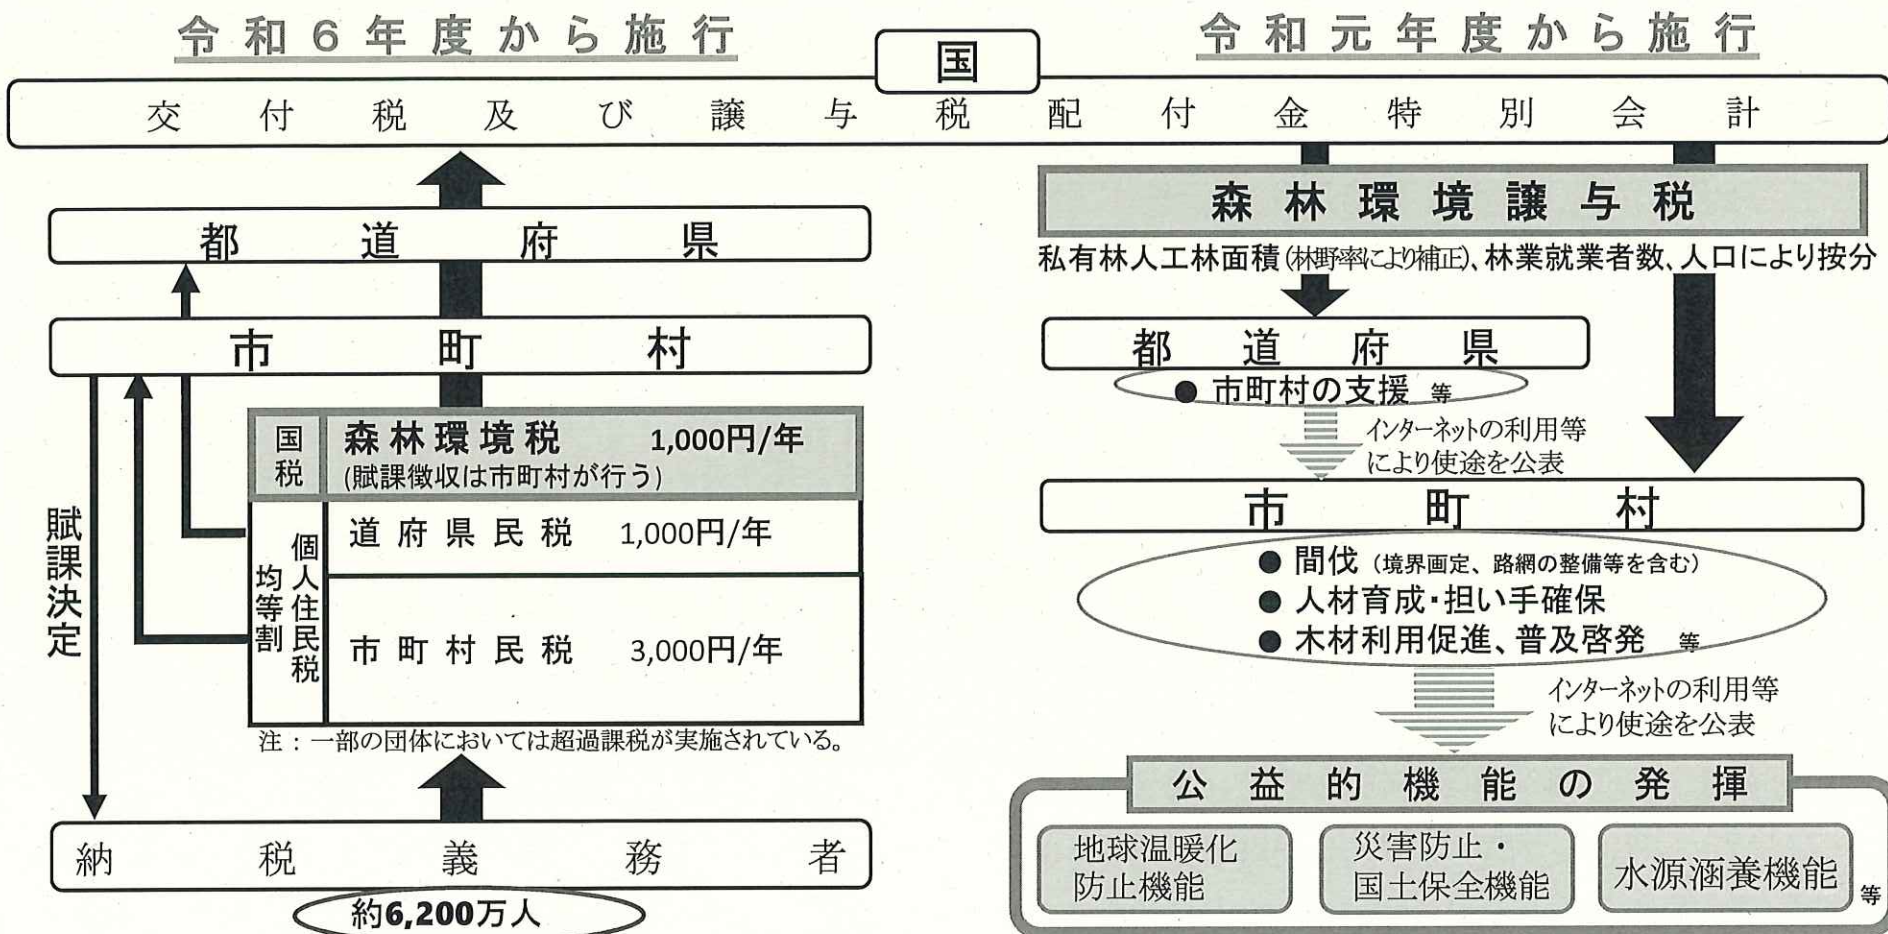 令和6年度から施行
令和元年度から施行
国
交付税及び譲与税配付金特別会計
都道府県
市町村
国税
森林環境税 1,000円/年
(賦課徴収は市町村が行う)
個人住民税
均等割
道府県民税 1,000円/年
市町村民税 3,000円/年
注：一部の団体においては超過課税が実施されている。
賦課決定
納税義務者
約6,200万人
森林環境譲与税
私有林人工林面積(林野率により補正)、林業就業者数、人口により按分
都道府県
● 市町村の支援 等
インターネットの利用等
により使途を公表
市町村
● 間伐 (境界画定、路網の整備等を含む)
● 人材育成・担い手確保
● 木材利用促進、普及啓発 等
インターネットの利用等
により使途を公表
公益的機能の発揮
地球温暖化
防止機能
災害防止・
国土保全機能
水源涵養機能 等